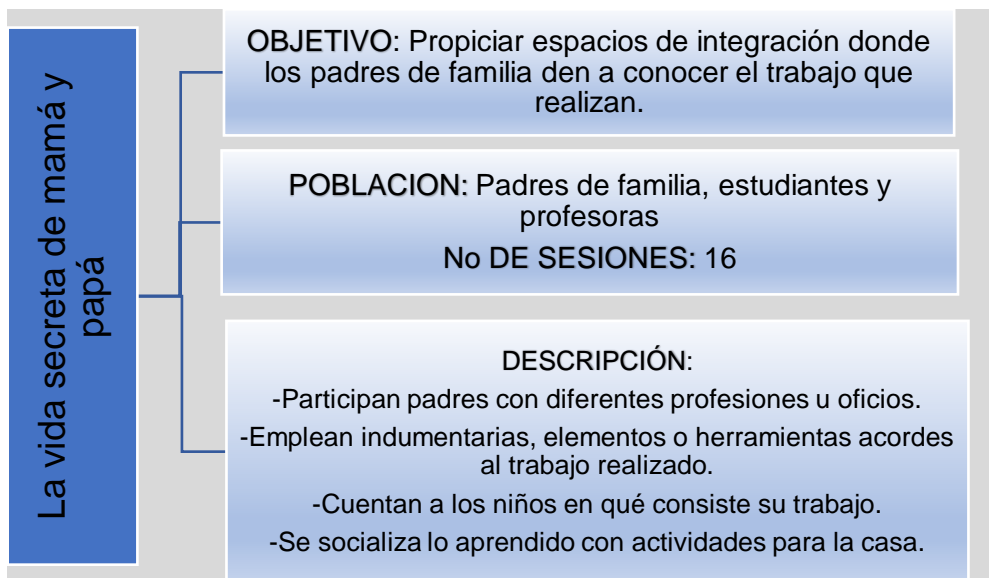 La vida secreta de mamá y
papá
OBJETIVO: Propiciar espacios de integración donde
los padres de familia den a conocer el trabajo que
realizan.
POBLACION: Padres de familia, estudiantes y
profesoras
No DE SESIONES: 16
DESCRIPCIÓN:
-Participan padres con diferentes profesiones u oficios.
-Emplean indumentarias, elementos o herramientas acordes
al trabajo realizado.
-Cuentan a los niños en qué consiste su trabajo.
-Se socializa lo aprendido con actividades para la casa.